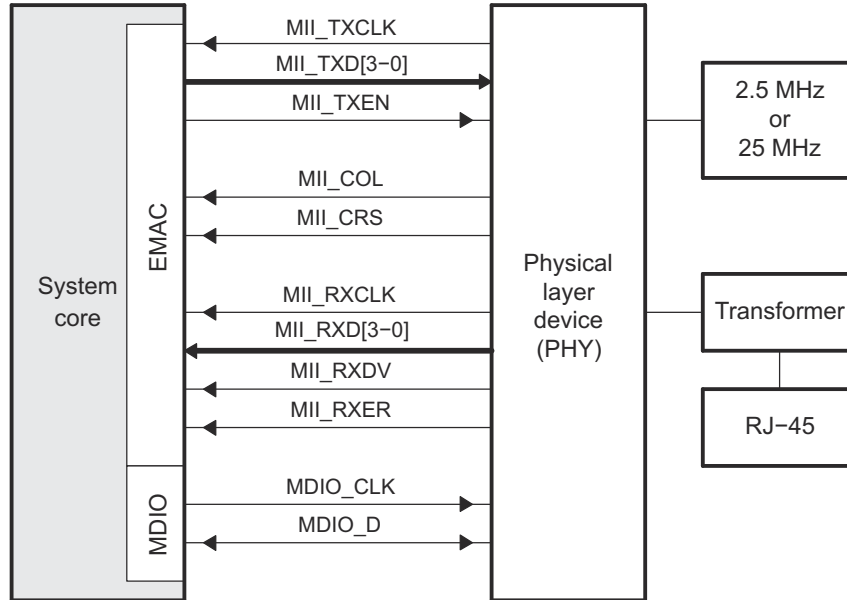 System
core
EMAC
MDIO
MII_TXCLK
MII_TXD[3−0]
MII_TXEN
MII_COL
MII_CRS
MII_RXCLK
MII_RXD[3−0]
MII_RXDV
MII_RXER
MDIO_CLK
MDIO_D
Physical
layer
device
(PHY)
2.5 MHz
or
25 MHz
Transformer
RJ−45